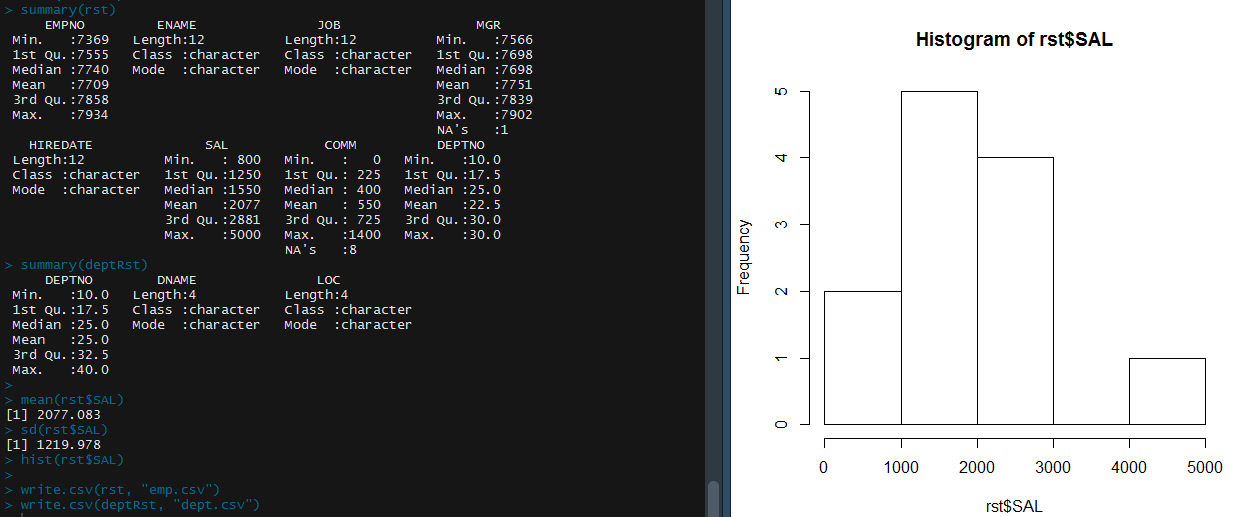 > summary(rst)
     EMPNO         ENAME               JOB                 MGR
 Min.   :7369   Length:12          Length:12          Min.   :7566
 1st Qu.:7555   Class :character   Class :character   1st Qu.:7698
 Median :7740   Mode  :character   Mode  :character   Median :7698
 Mean   :7709                                         Mean   :7751
 3rd Qu.:7858                                         3rd Qu.:7839
 Max.   :7934                                         Max.   :7902
                                                      NA's   :1
   HIREDATE              SAL            COMM          DEPTNO
 Length:12          Min.   : 800   Min.   :   0   Min.   :10.0
 Class :character   1st Qu.:1250   1st Qu.: 225   1st Qu.:17.5
 Mode  :character   Median :1550   Median : 400   Median :25.0
                    Mean   :2077   Mean   : 550   Mean   :22.5
                    3rd Qu.:2881   3rd Qu.: 725   3rd Qu.:30.0
                    Max.   :5000   Max.   :1400   Max.   :30.0
                                   NA's   :8
> summary(deptRst)
     DEPTNO        DNAME               LOC
 Min.   :10.0   Length:4           Length:4
 1st Qu.:17.5   Class :character   Class :character
 Median :25.0   Mode  :character   Mode  :character
 Mean   :25.0
 3rd Qu.:32.5
 Max.   :40.0
>
> mean(rst$SAL)
[1] 2077.083
> sd(rst$SAL)
[1] 1219.978
> hist(rst$SAL)
>
> write.csv(rst, "emp.csv")
> write.csv(deptRst, "dept.csv")
Histogram of rst$SAL
Frequency
5
4
3
2
1
0
0 1000 2000 3000 4000 5000
rst$SAL